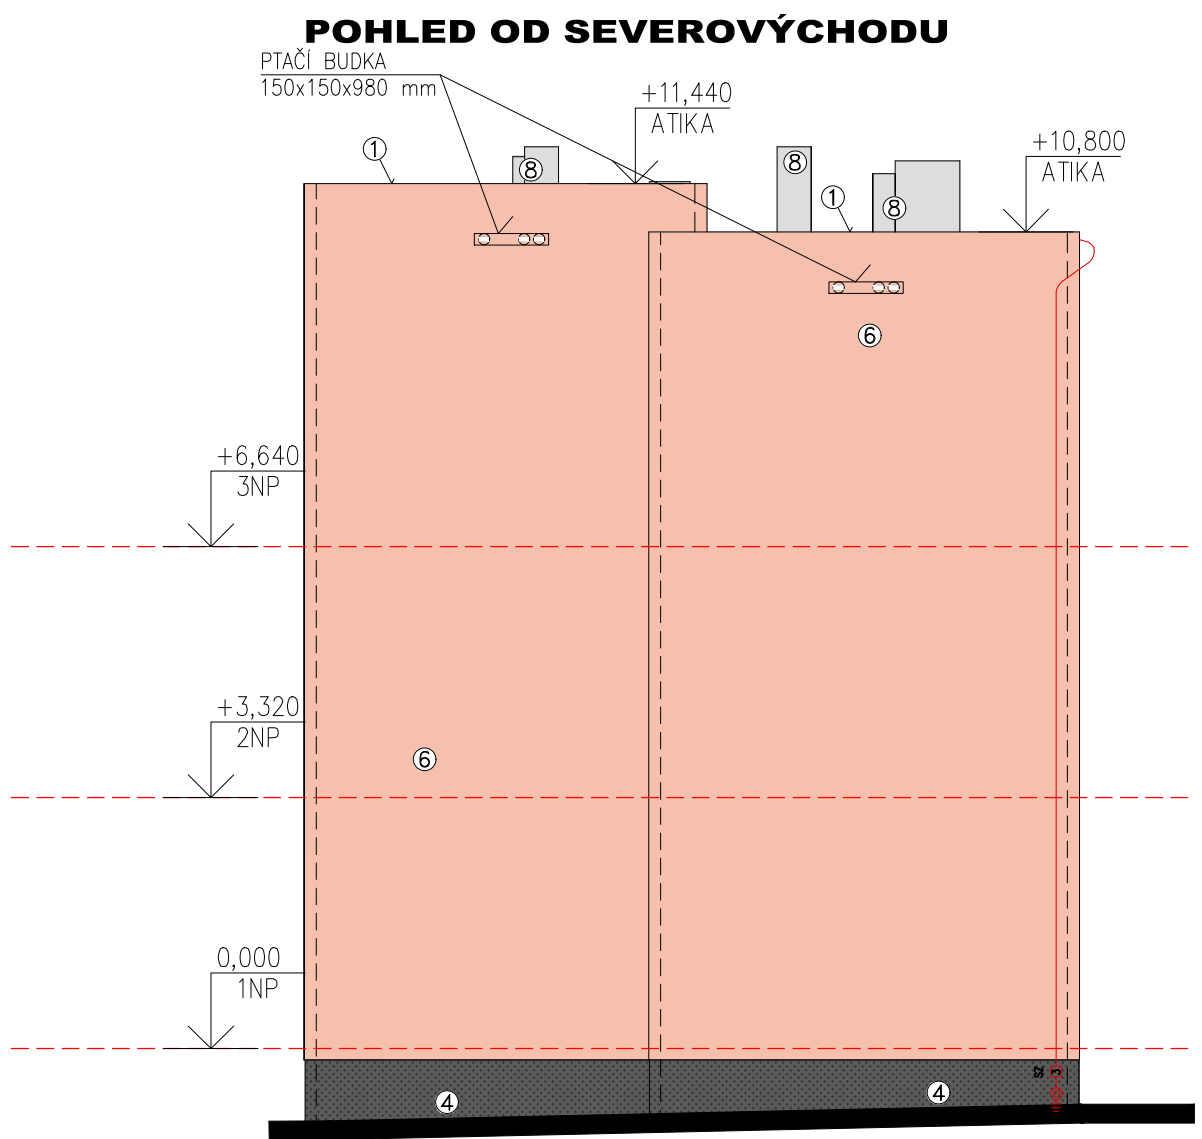 POHLED OD SEVEROVÝCHODU
PTAČÍ BUDKA
150x150x980 mm
+11,440
ATIKA
+10,800
ATIKA
1
8
8
1
8
6
+6,640
3NP
+3,320
2NP
6
0,000
1NP
SZ
4
4